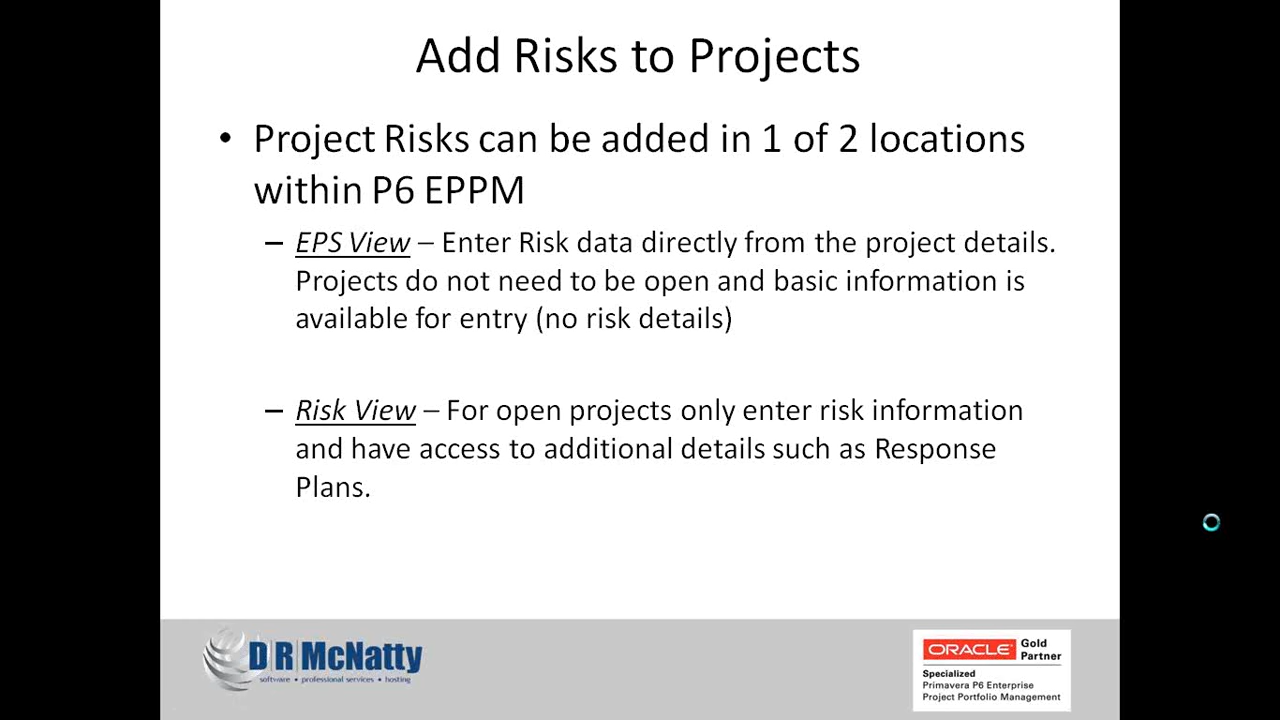 Add Risks to Projects
• Project Risks can be added in 1 of 2 locations
within P6 EPPM
– EPS View – Enter Risk data directly from the project details.
Projects do not need to be open and basic information is
available for entry (no risk details)
– Risk View – For open projects only enter risk information
and have access to additional details such as Response
Plans.
D R McNatty
software • professional services • hosting
ORACLE Gold
Partner
Specialized
Primavera P6 Enterprise
Project Portfolio Management